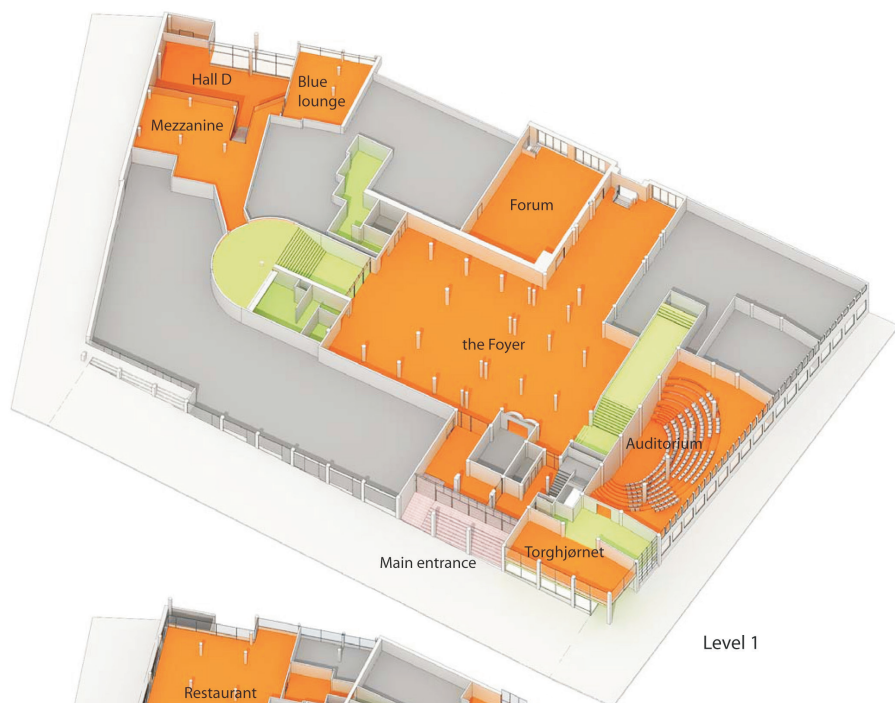 Hall D
Blue
lounge
Mezzanine
Forum
the Foyer
Auditorium
Torghjørnet
Main entrance
Level 1
Restaurant